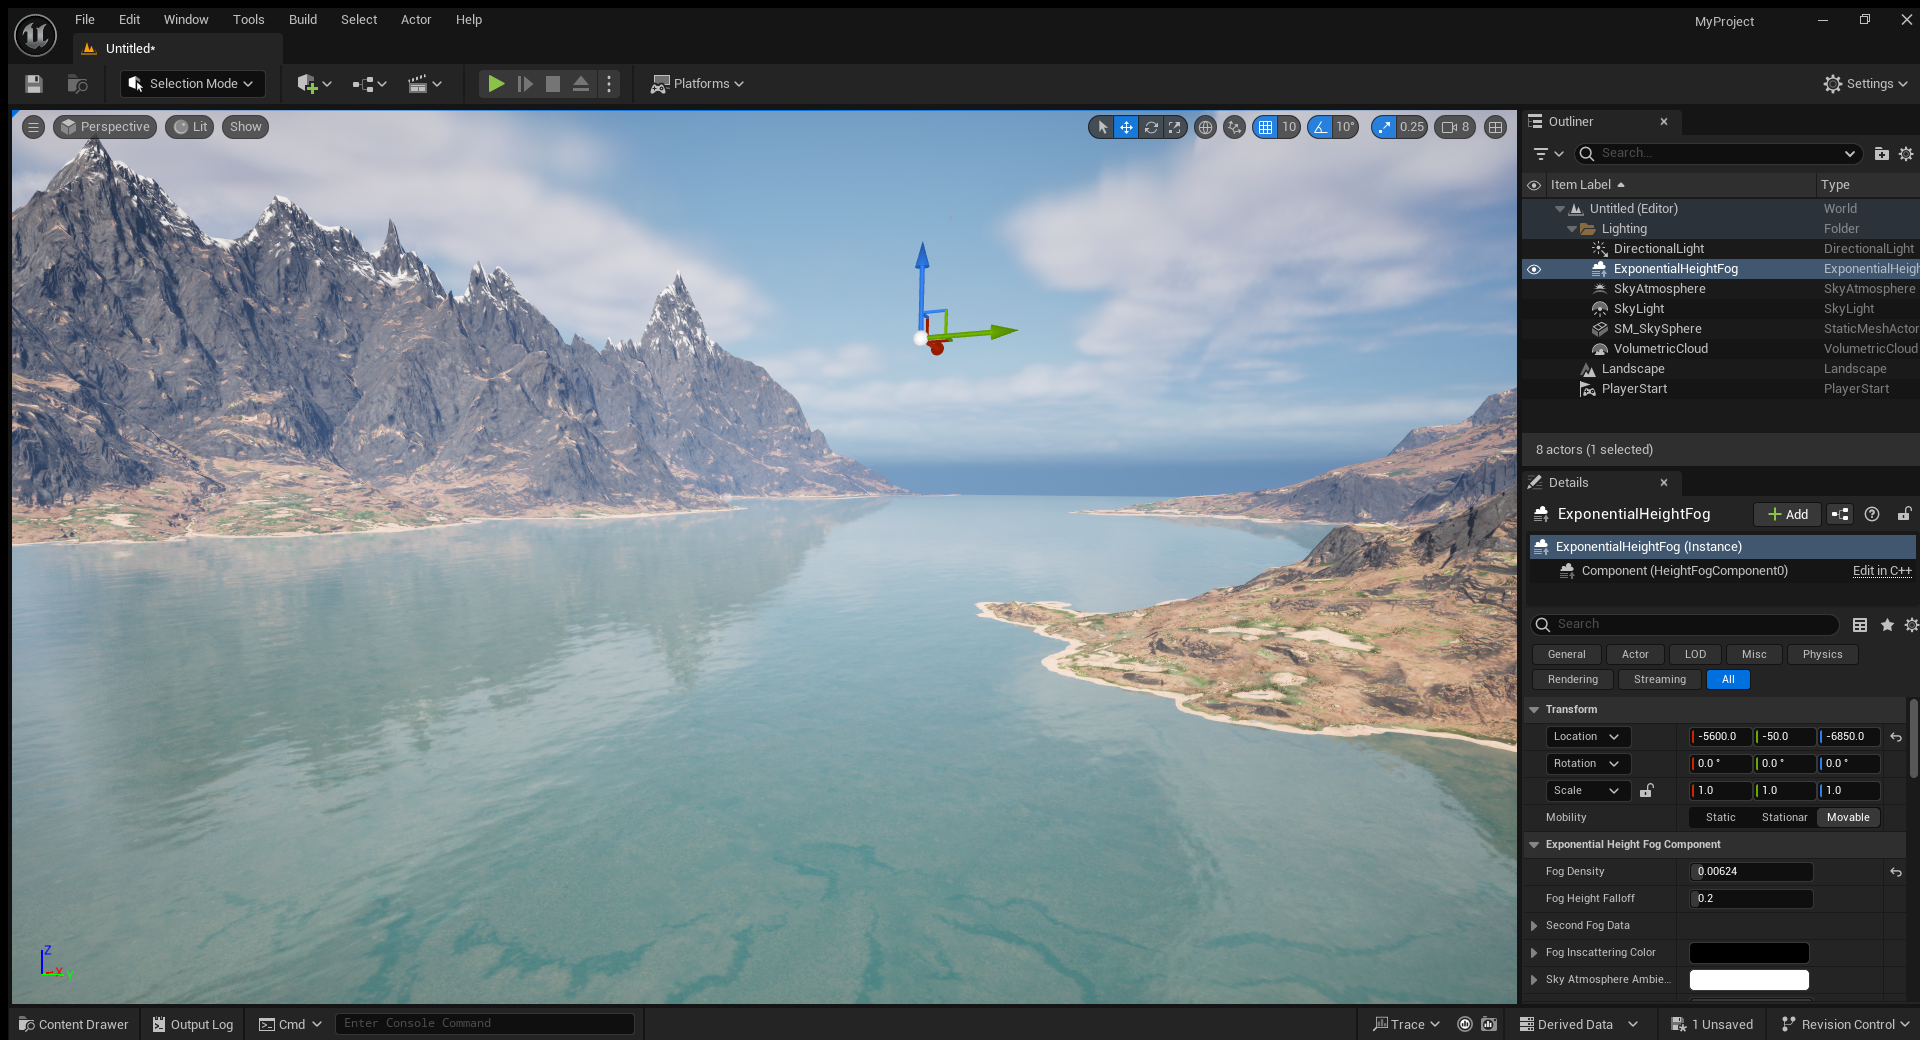 File Edit Window Tools Build Select Actor Help
MyProject
Untitled*
Selection Mode
Platforms
Settings
Perspective Lit Show
10 10° 0.25 8
Outliner
Search...
Item Label Type
Untitled (Editor) World
Lighting Folder
DirectionalLight DirectionalLight
ExponentialHeightFog ExponentialHeigh
SkyAtmosphere SkyAtmosphere
SkyLight SkyLight
SM_SkySphere StaticMeshActor
VolumetricCloud VolumetricCloud
Landscape Landscape
PlayerStart PlayerStart
8 actors (1 selected)
Details
ExponentialHeightFog Add
ExponentialHeightFog (Instance)
Component (HeightFogComponent0) Edit in C++
Search
General Actor LOD Misc Physics
Rendering Streaming All
Transform
Location -5600.0 -50.0 -6850.0
Rotation 0.0 ° 0.0 ° 0.0 °
Scale 1.0 1.0 1.0
Mobility Static Stationar Movable
Exponential Height Fog Component
Fog Density 0.00624
Fog Height Falloff 0.2
Second Fog Data
Fog Inscattering Color
Sky Atmosphere Ambie...
Z
X
Y
Content Drawer Output Log Cmd Enter Console Command
Trace Derived Data 1 Unsaved Revision Control